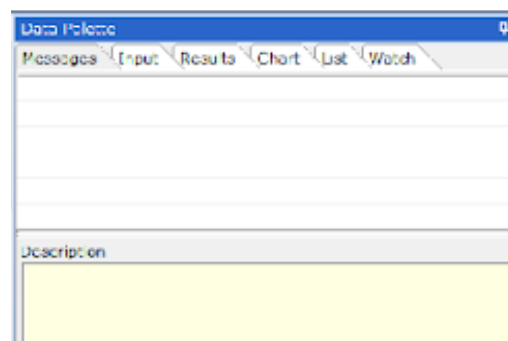 Data Palette
Messages Input Results Chart List Watch
Description